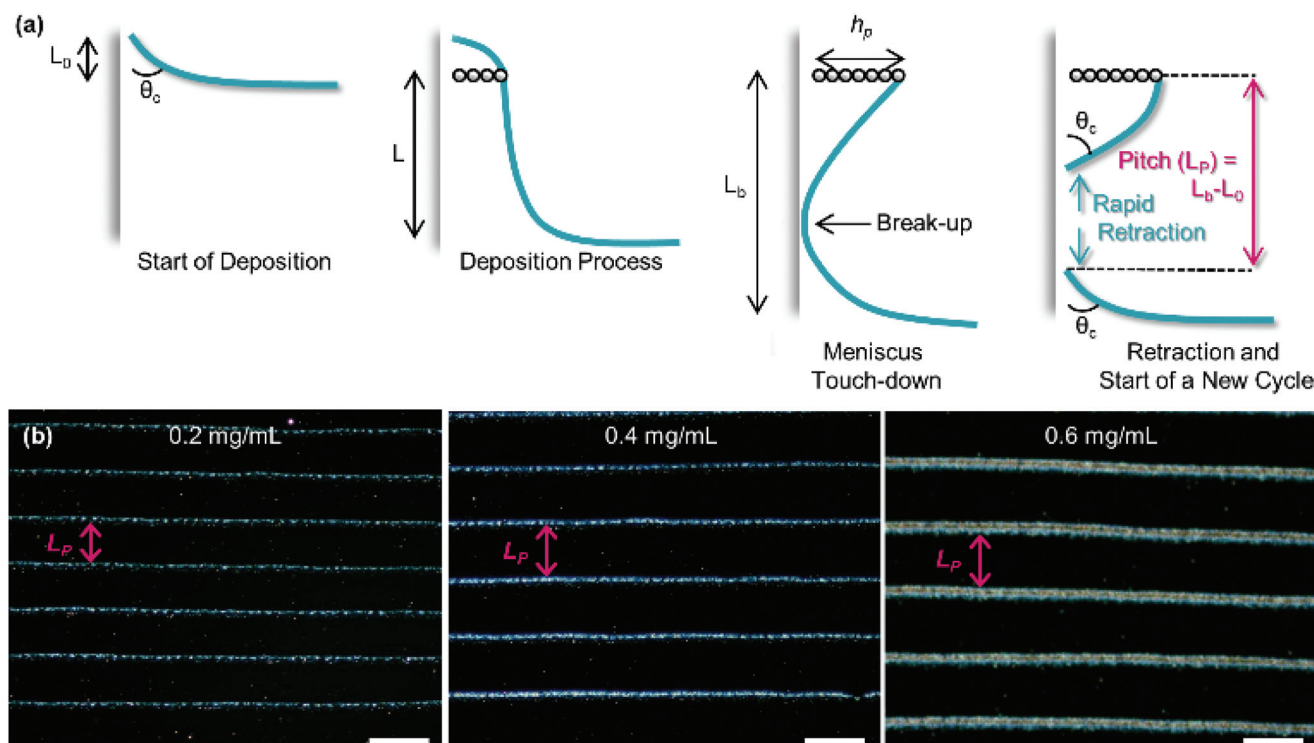 (a)
L₀
θc
Start of Deposition
L
Deposition Process
hp
Lb
Break-up
Meniscus
Touch-down
θc
Pitch (LP) =
Lb-L₀
Rapid
Retraction
θc
Retraction and
Start of a New Cycle
(b)
0.2 mg/mL
LP
0.4 mg/mL
LP
0.6 mg/mL
LP